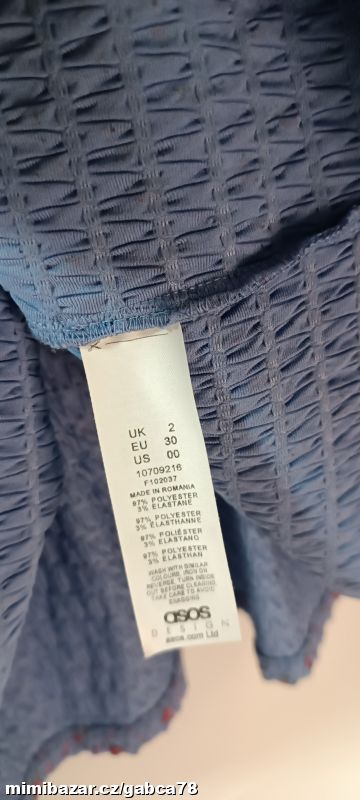 UK 2
EU 30
US 00
10709216
F102037
MADE IN ROMANIA
97% POLYESTER
3% ELASTANE
97% POLYESTER
3% ELASTHANNE
97% POLIÉSTER
3% ELASTANO
97% POLYESTER
3% ELASTHAN
WASH WITH SIMILAR
COLOURS, IRON ON
REVERSE. TURN INSIDE
OUT BEFORE CLEANING.
TAKE CARE TO AVOID
SNAGGING
asos
DESIGN
asos.com Ltd
mimibazar.cz/gabca78